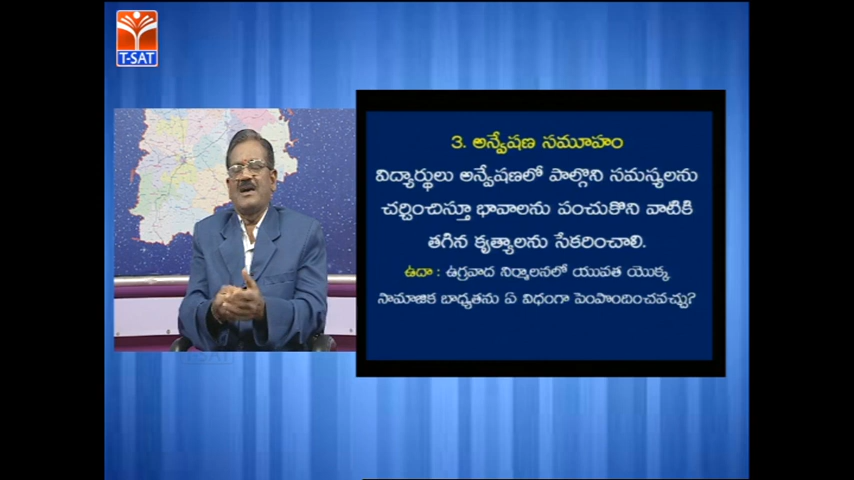 T-SAT
3. అన్వేషణ సమూహం
విద్యార్థులు అన్వేషణలో పాల్గొని సమస్యలను
చర్చించిస్తూ భావాలను పంచుకొని వాటికి
తగిన కృత్యాలను సేకరించాలి.
ఉదా : ఉగ్రవాద నిర్మూలనలో యువత యొక్క
సామాజిక బాధ్యతను ఏ విధంగా పెంపొందించవచ్చు?
T-SAT